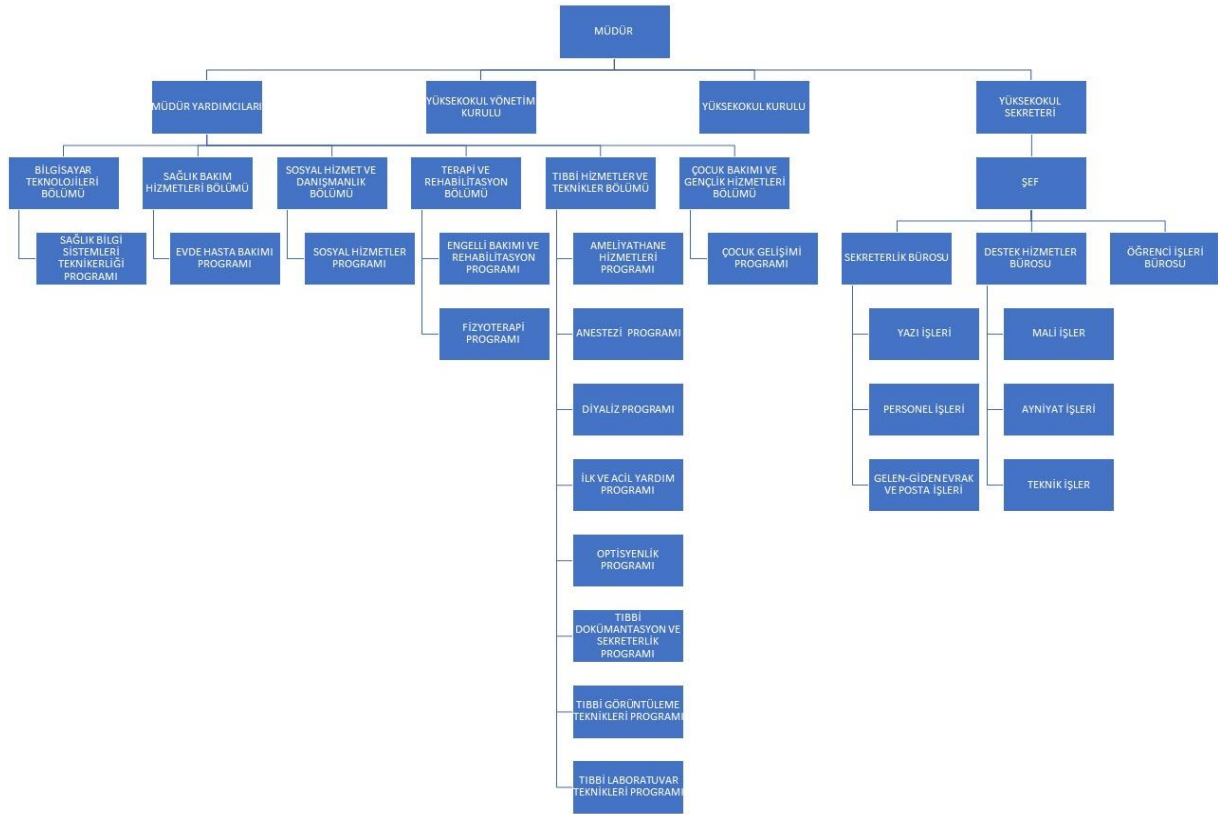 MÜDÜR
MÜDÜR YARDIMCILARI
YÜKSEKOKUL YÖNETİM
KURULU
YÜKSEKOKUL KURULU
YÜKSEKOKUL
SEKRETERİ
BİLGİSAYAR
TEKNOLOJİLERİ
BÖLÜMÜ
SAĞLIK BAKIM
HİZMETLERİ BÖLÜMÜ
SOSYAL HİZMET VE
DANIŞMANLIK
BÖLÜMÜ
TERAPİ VE
REHABİLİTASYON
BÖLÜMÜ
TIBBİ HİZMETLER VE
TEKNİKLER BÖLÜMÜ
ÇOCUK BAKIMI VE
GENÇLİK HİZMETLERİ
BÖLÜMÜ
ŞEF
SAĞLIK BİLGİ
SİSTEMLERİ
TEKNİKERLİĞİ
PROGRAMI
EVDE HASTA BAKIMI
PROGRAMI
SOSYAL HİZMETLER
PROGRAMI
ENGELLİ BAKIMI VE
REHABİLİTASYON
PROGRAMI
AMELİYATHANE
HİZMETLERİ
PROGRAMI
ÇOCUK GELİŞİMİ
PROGRAMI
SEKRETERLİK BÜROSU
DESTEK HİZMETLER
BÜROSU
ÖĞRENCİ İŞLERİ
BÜROSU
FİZYOTERAPİ
PROGRAMI
ANESTEZİ PROGRAMI
YAZI İŞLERİ
MALİ İŞLER
DİYALİZ PROGRAMI
PERSONEL İŞLERİ
AYNİYAT İŞLERİ
İLK VE ACİL YARDIM
PROGRAMI
GELEN-GİDEN EVRAK
VE POSTA İŞLERİ
TEKNİK İŞLER
OPTİSYENLİK
PROGRAMI
TIBBİ
DOKÜMANTASYON VE
SEKRETERLİK
PROGRAMI
TIBBİ GÖRÜNTÜLEME
TEKNİKLERİ PROGRAMI
TIBBİ LABORATUVAR
TEKNİKLERİ PROGRAMI